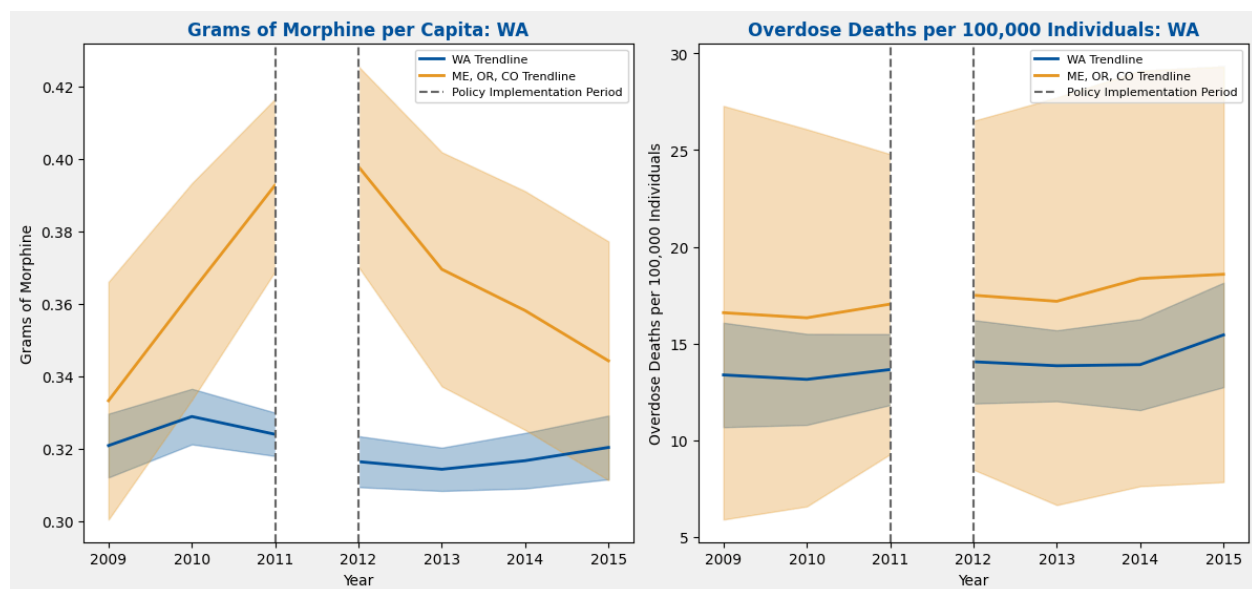 Grams of Morphine per Capita: WA
WA Trendline
ME, OR, CO Trendline
Policy Implementation Period
Grams of Morphine
0.42
0.40
0.38
0.36
0.34
0.32
0.30
2009 2010 2011 2012 2013 2014 2015
Year
Overdose Deaths per 100,000 Individuals: WA
WA Trendline
ME, OR, CO Trendline
Policy Implementation Period
Overdose Deaths per 100,000 Individuals
30
25
20
15
10
5
2009 2010 2011 2012 2013 2014 2015
Year